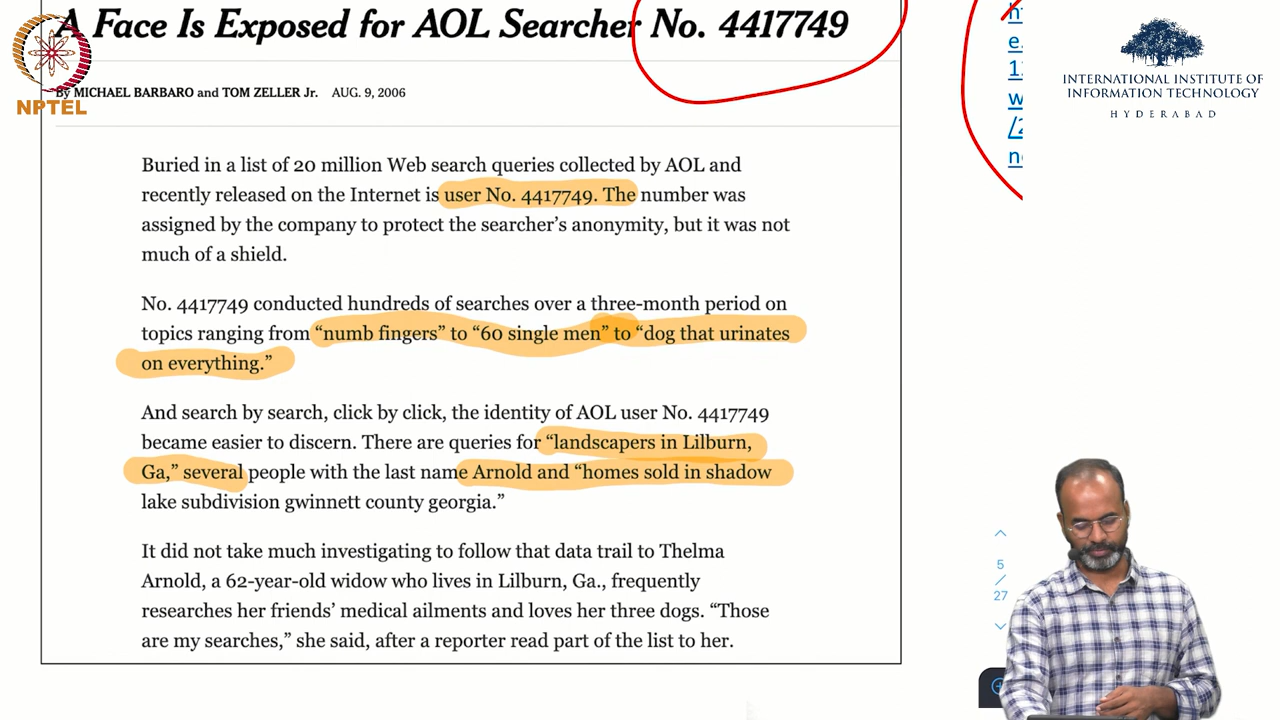 A Face Is Exposed for AOL Searcher No. 4417749
By MICHAEL BARBARO and TOM ZELLER Jr. AUG. 9, 2006
NPTEL
Buried in a list of 20 million Web search queries collected by AOL and
recently released on the Internet is user No. 4417749. The number was
assigned by the company to protect the searcher’s anonymity, but it was not
much of a shield.
No. 4417749 conducted hundreds of searches over a three-month period on
topics ranging from “numb fingers” to “60 single men” to “dog that urinates
on everything.”
And search by search, click by click, the identity of AOL user No. 4417749
became easier to discern. There are queries for “landscapers in Lilburn,
Ga,” several people with the last name Arnold and “homes sold in shadow
lake subdivision gwinnett county georgia.”
It did not take much investigating to follow that data trail to Thelma
Arnold, a 62-year-old widow who lives in Lilburn, Ga., frequently
researches her friends’ medical ailments and loves her three dogs. “Those
are my searches,” she said, after a reporter read part of the list to her.
INTERNATIONAL INSTITUTE OF
INFORMATION TECHNOLOGY
HYDERABAD
5
/
27